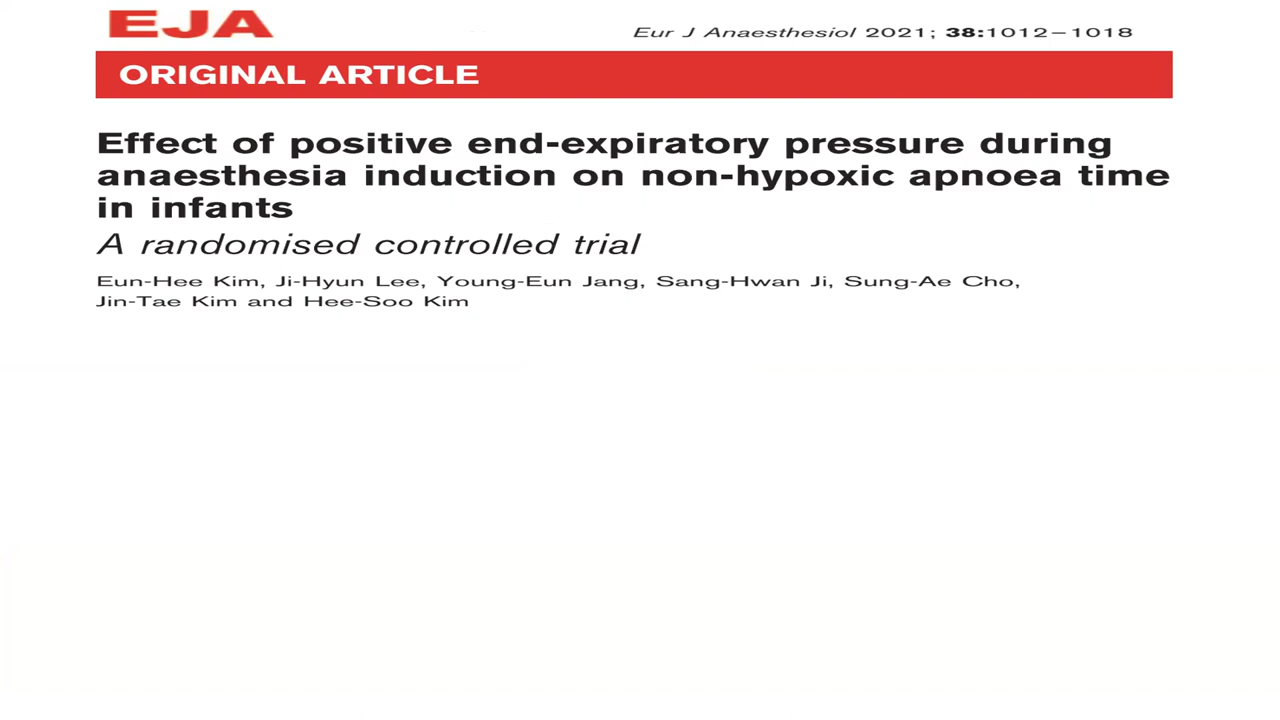 EJA
Eur J Anaesthesiol 2021; 38:1012–1018
ORIGINAL ARTICLE
Effect of positive end-expiratory pressure during
anaesthesia induction on non-hypoxic apnoea time
in infants
A randomised controlled trial
Eun-Hee Kim, Ji-Hyun Lee, Young-Eun Jang, Sang-Hwan Ji, Sung-Ae Cho,
Jin-Tae Kim and Hee-Soo Kim